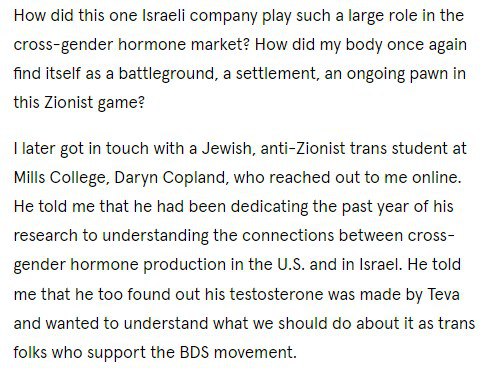 How did this one Israeli company play such a large role in the
cross-gender hormone market? How did my body once again
find itself as a battleground, a settlement, an ongoing pawn in
this Zionist game?
I later got in touch with a Jewish, anti-Zionist trans student at
Mills College, Daryn Copland, who reached out to me online.
He told me that he had been dedicating the past year of his
research to understanding the connections between cross-
gender hormone production in the U.S. and in Israel. He told
me that he too found out his testosterone was made by Teva
and wanted to understand what we should do about it as trans
folks who support the BDS movement.